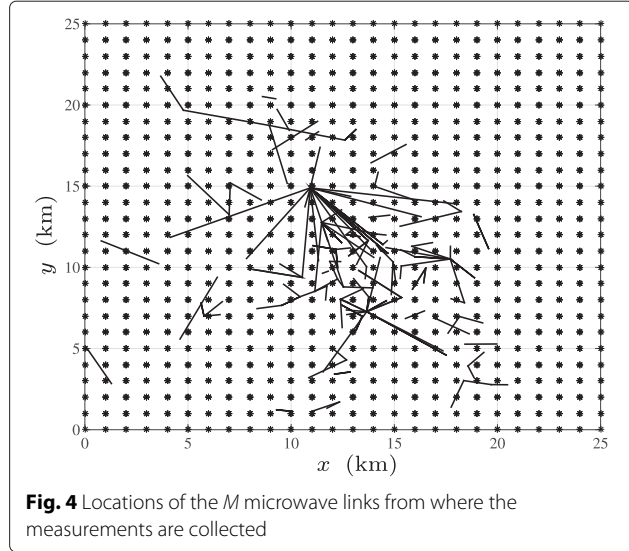 25
20
15
10
5
0
0 5 10 15 20 25
y (km)
x (km)
Fig. 4 Locations of the M microwave links from where the
measurements are collected